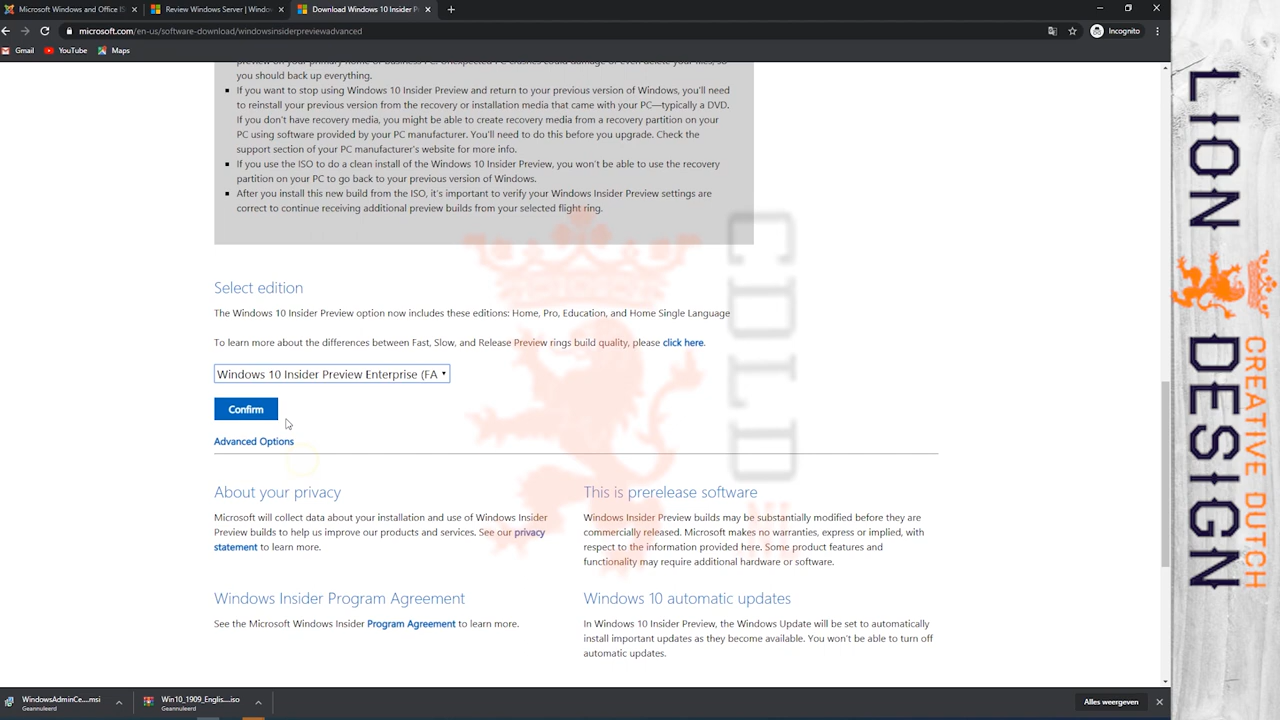 Microsoft Windows and Office IS
Review Windows Server | Windo
Download Windows 10 Insider P
microsoft.com/en-us/software-download/windowsinsiderpreviewadvanced
Incognito
Gmail
YouTube
Maps
you should back up everything.
If you want to stop using Windows 10 Insider Preview and return to your previous version of Windows, you'll need
to reinstall your previous version from the recovery or installation media that came with your PC—typically a DVD.
If you don't have recovery media, you might be able to create recovery media from a recovery partition on your
PC using software provided by your PC manufacturer. You'll need to do this before you upgrade. Check the
support section of your PC manufacturer's website for more info.
If you use the ISO to do a clean install of the Windows 10 Insider Preview, you won't be able to use the recovery
partition on your PC to go back to your previous version of Windows.
After you install this new build from the ISO, it's important to verify your Windows Insider Preview settings are
correct to continue receiving additional preview builds from your selected flight ring.
Select edition
The Windows 10 Insider Preview option now includes these editions: Home, Pro, Education, and Home Single Language
To learn more about the differences between Fast, Slow, and Release Preview rings build quality, please click here.
Windows 10 Insider Preview Enterprise (FA
Confirm
Advanced Options
About your privacy
Microsoft will collect data about your installation and use of Windows Insider
Preview builds to help us improve our products and services. See our privacy
statement to learn more.
This is prerelease software
Windows Insider Preview builds may be substantially modified before they are
commercially released. Microsoft makes no warranties, express or implied, with
respect to the information provided here. Some product features and
functionality may require additional hardware or software.
Windows Insider Program Agreement
See the Microsoft Windows Insider Program Agreement to learn more.
Windows 10 automatic updates
In Windows 10 Insider Preview, the Windows Update will be set to automatically
install important updates as they become available. You won't be able to turn off
automatic updates.
WindowsAdminCe....msi
Geannuleerd
Win10_1909_Englis....iso
Geannuleerd
Alles weergeven
LION DESIGN
CREATIVE DUTCH